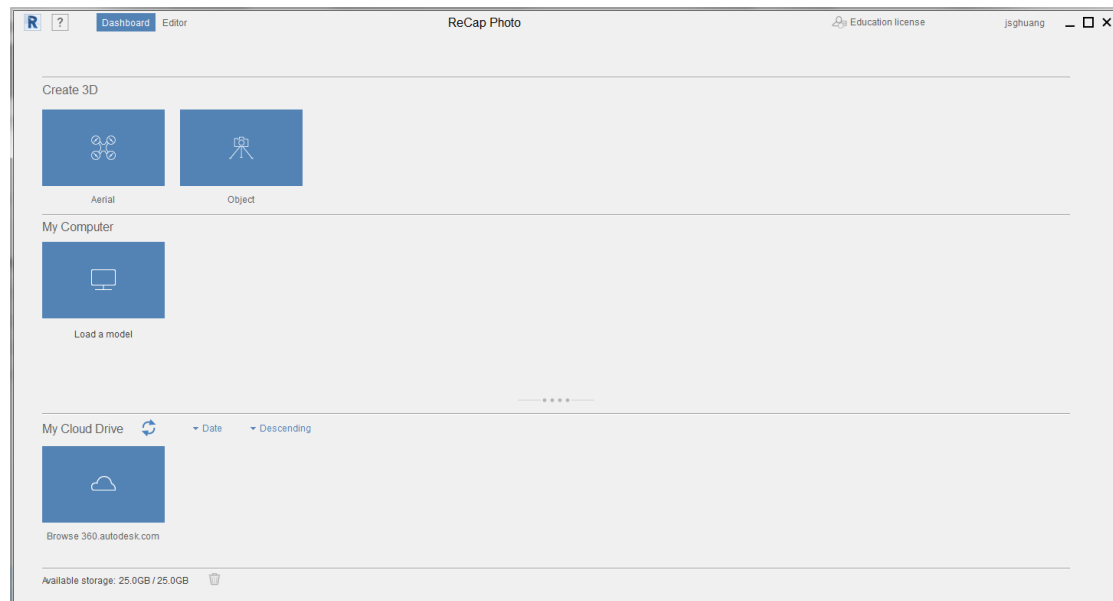 R ? Dashboard Editor ReCap Photo Education license jsghuang
Create 3D
Aerial Object
My Computer
Load a model
My Cloud Drive Date Descending
Browse 360.autodesk.com
Available storage: 25.0GB / 25.0GB